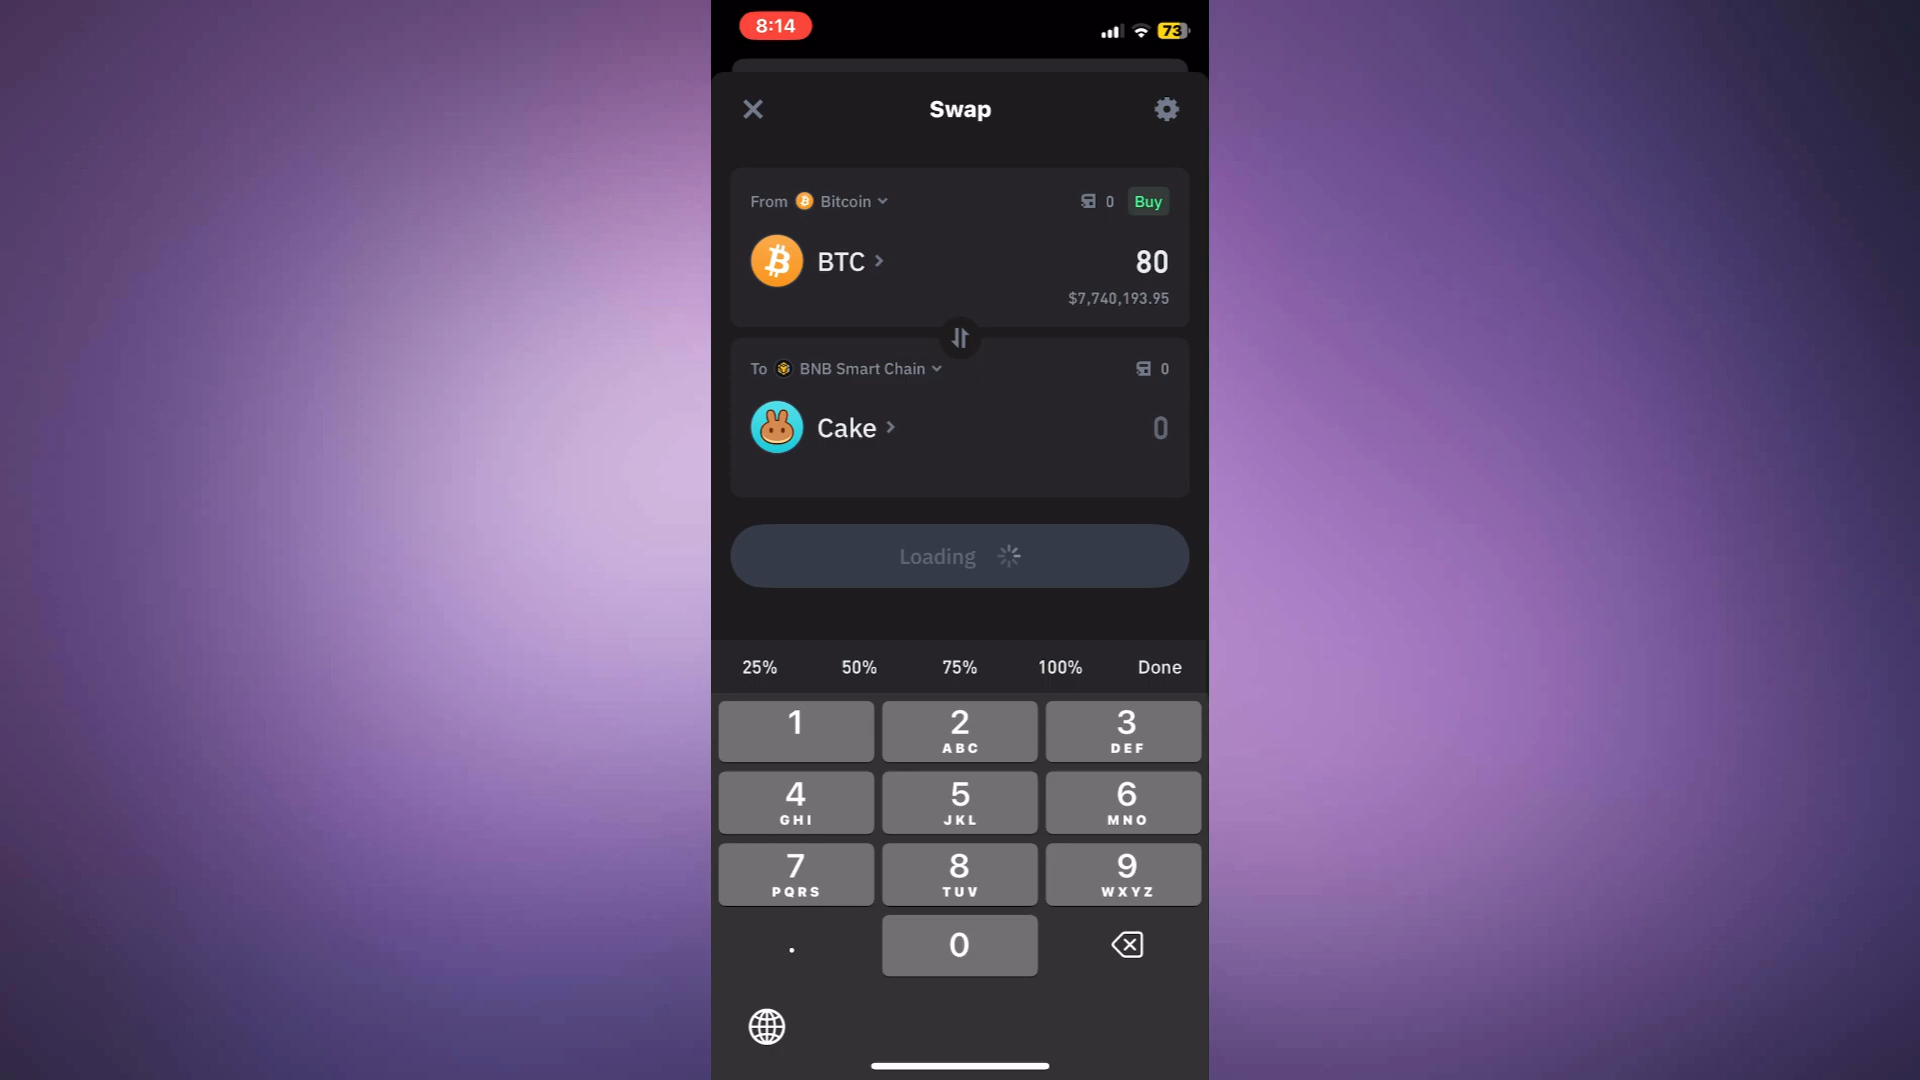 8:14
73
Swap
From Bitcoin 0 Buy
BTC 80
$7,740,193.95
To BNB Smart Chain 0
Cake 0
Loading
25% 50% 75% 100% Done
1 2 3
ABC DEF
4 5 6
GHI JKL MNO
7 8 9
PQRS TUV WXYZ
. 0